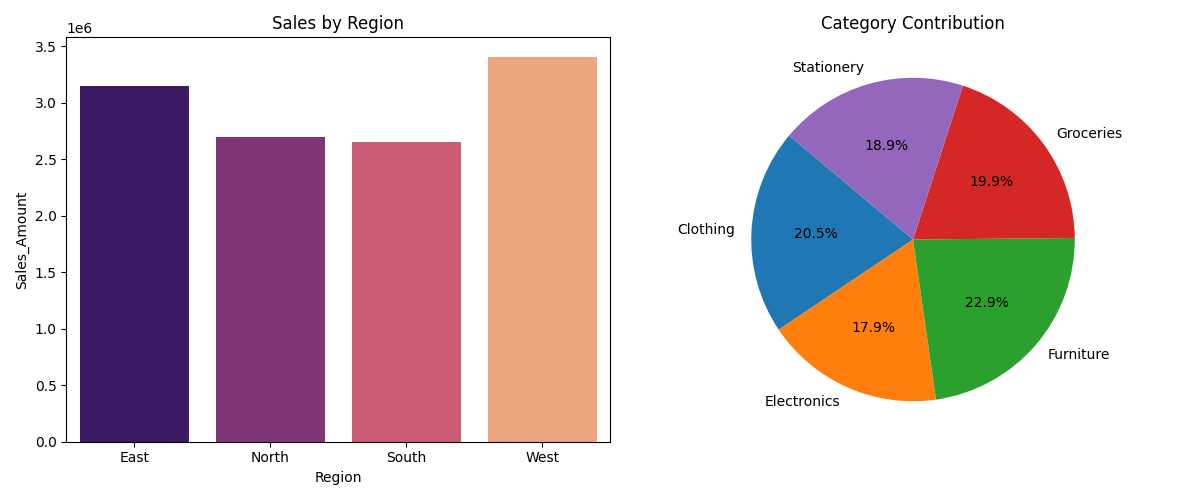 Sales by Region
1e6
3.5
3.0
2.5
2.0
1.5
1.0
0.5
0.0
Sales_Amount
East North South West
Region
Category Contribution
Stationery
Groceries
Clothing
Electronics
Furniture
18.9%
19.9%
20.5%
17.9%
22.9%